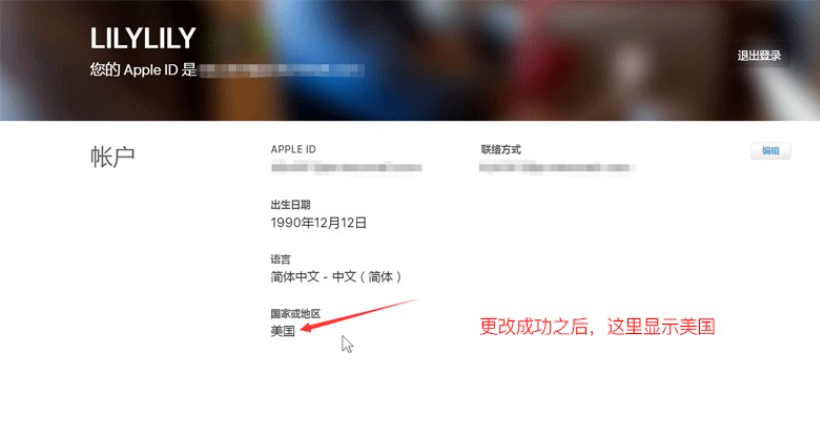 LILYLILY
您的 Apple ID 是
退出登录
帐户
APPLE ID
联络方式
编辑
出生日期
1990年12月12日
语言
简体中文 - 中文（简体）
国家或地区
美国
更改成功之后，这里显示美国